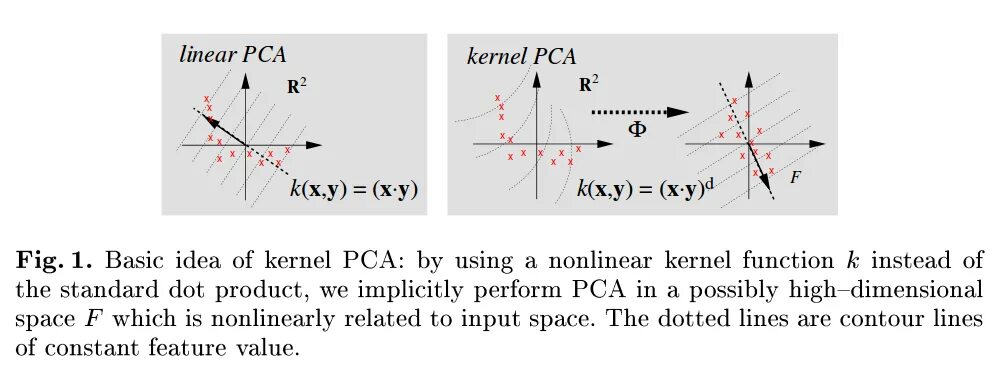 linear PCA
R²
k(x,y) = (x·y)
kernel PCA
R²
Φ
k(x,y) = (x·y)ᵈ
F
Fig. 1. Basic idea of kernel PCA: by using a nonlinear kernel function k instead of
the standard dot product, we implicitly perform PCA in a possibly high–dimensional
space F which is nonlinearly related to input space. The dotted lines are contour lines
of constant feature value.